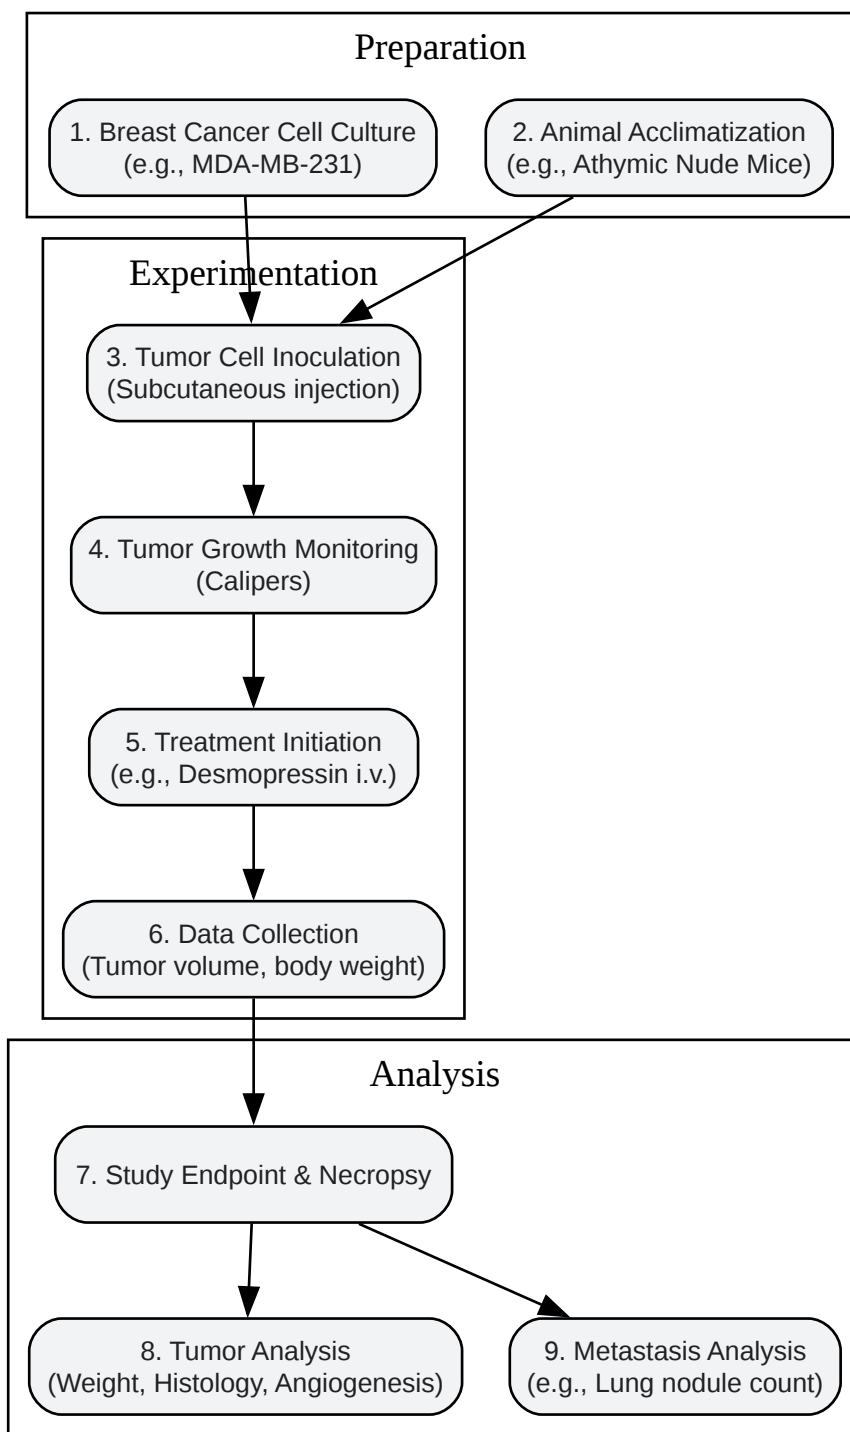 Preparation
1. Breast Cancer Cell Culture
(e.g., MDA-MB-231)
2. Animal Acclimatization
(e.g., Athymic Nude Mice)
Experimentation
3. Tumor Cell Inoculation
(Subcutaneous injection)
4. Tumor Growth Monitoring
(Calipers)
5. Treatment Initiation
(e.g., Desmopressin i.v.)
6. Data Collection
(Tumor volume, body weight)
Analysis
7. Study Endpoint & Necropsy
8. Tumor Analysis
(Weight, Histology, Angiogenesis)
9. Metastasis Analysis
(e.g., Lung nodule count)